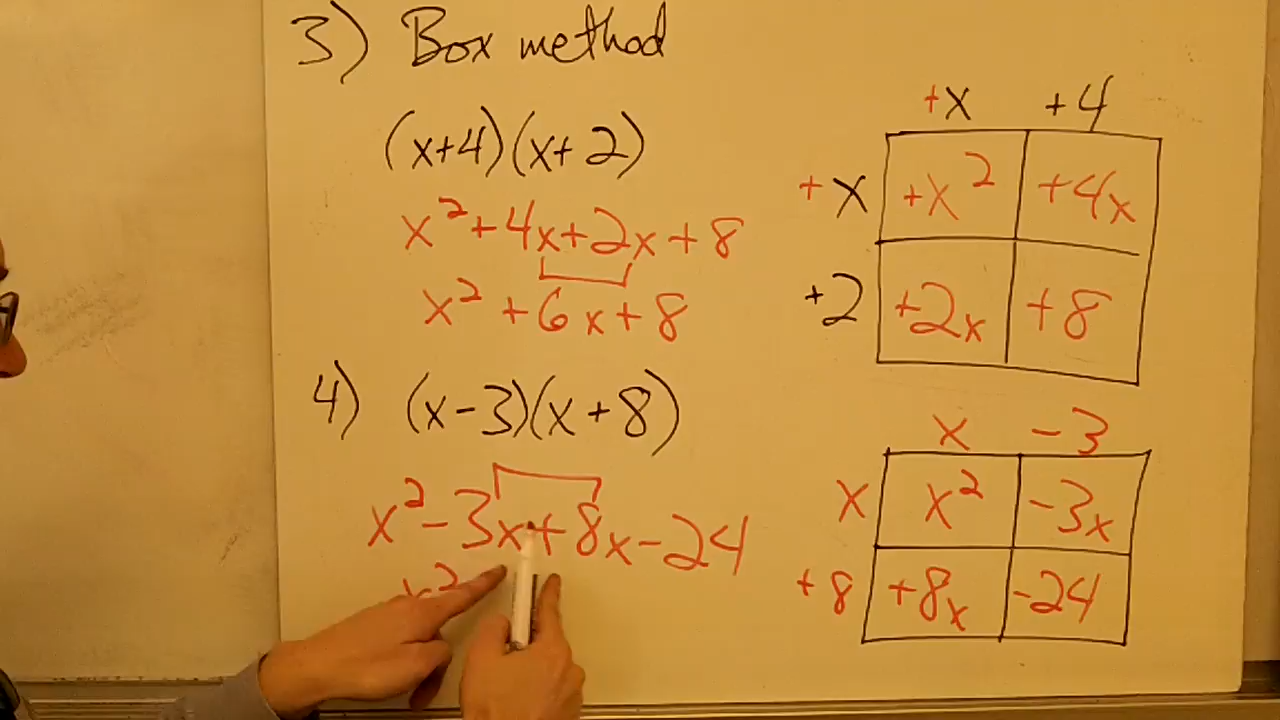 3) Box method
(x+4)(x+2)
x²+4x+2x+8
x²+6x+8
+x +4
+x +x² +4x
+2 +2x +8
4) (x-3)(x+8)
x²-3x+8x-24
x²
x -3
x x² -3x
+8 +8x -24